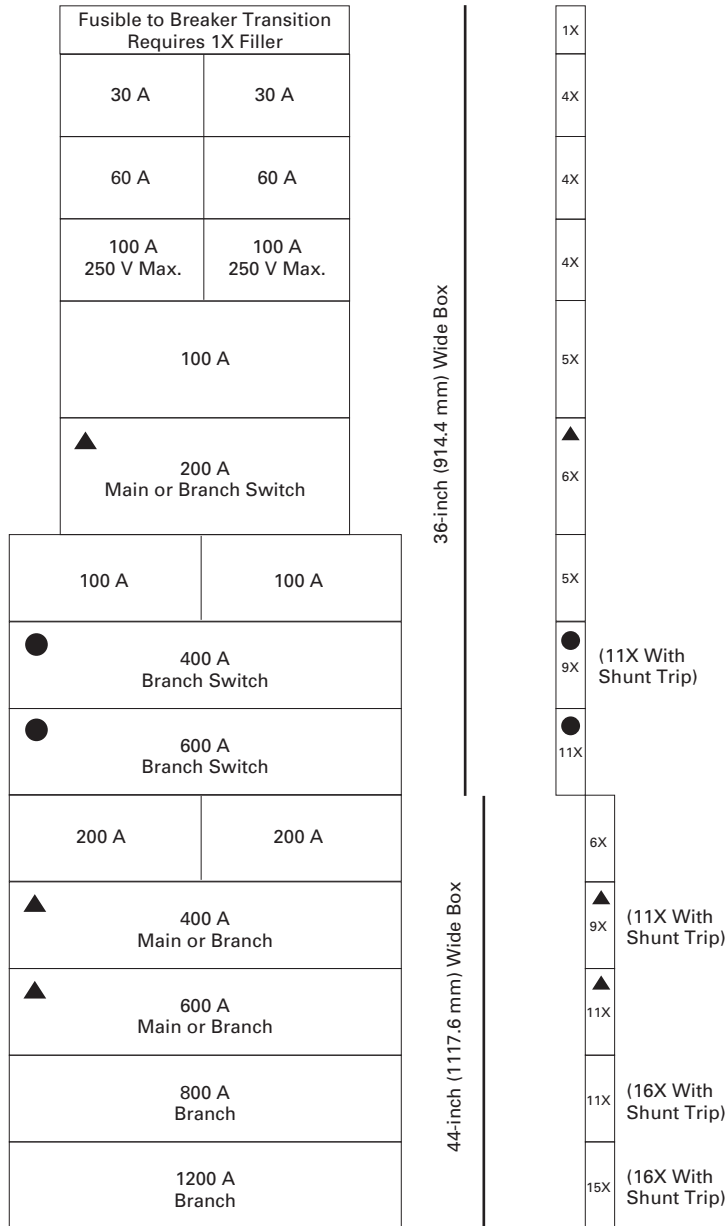 Fusible to Breaker Transition
Requires 1X Filler
1X
30 A
30 A
4X
60 A
60 A
4X
100 A
250 V Max.
100 A
250 V Max.
4X
100 A
5X
200 A
Main or Branch Switch
6X
100 A
100 A
5X
400 A
Branch Switch
9X
(11X With
Shunt Trip)
600 A
Branch Switch
11X
36-inch (914.4 mm) Wide Box
200 A
200 A
6X
400 A
Main or Branch
9X
(11X With
Shunt Trip)
600 A
Main or Branch
11X
800 A
Branch
11X
(16X With
Shunt Trip)
1200 A
Branch
15X
(16X With
Shunt Trip)
44-inch (1117.6 mm) Wide Box